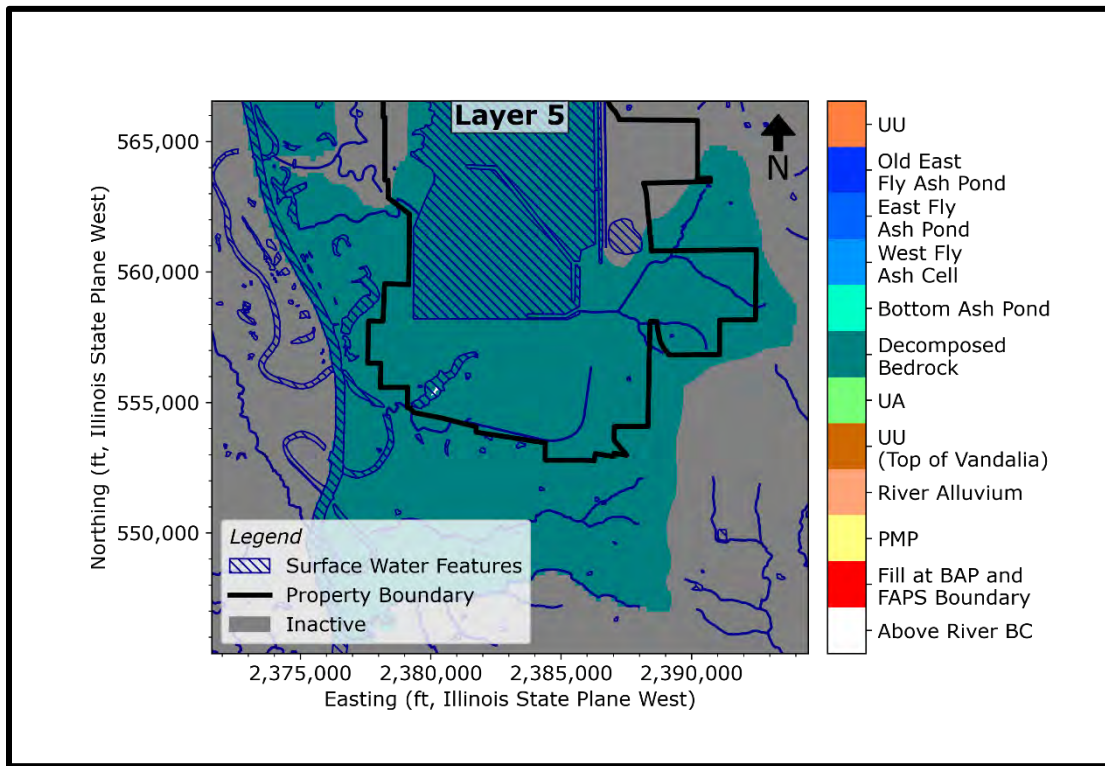 Layer 5
N
565,000
560,000
555,000
550,000
Northing (ft, Illinois State Plane West)
Legend
Surface Water Features
Property Boundary
Inactive
2,375,000
2,380,000
2,385,000
2,390,000
Easting (ft, Illinois State Plane West)
UU
Old East
Fly Ash Pond
East Fly
Ash Pond
West Fly
Ash Cell
Bottom Ash Pond
Decomposed
Bedrock
UA
UU
(Top of Vandalia)
River Alluvium
PMP
Fill at BAP and
FAPS Boundary
Above River BC